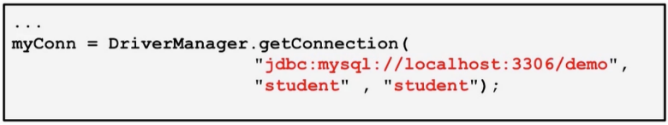 ...
myConn = DriverManager.getConnection(
"jdbc:mysql://localhost:3306/demo",
"student" , "student");